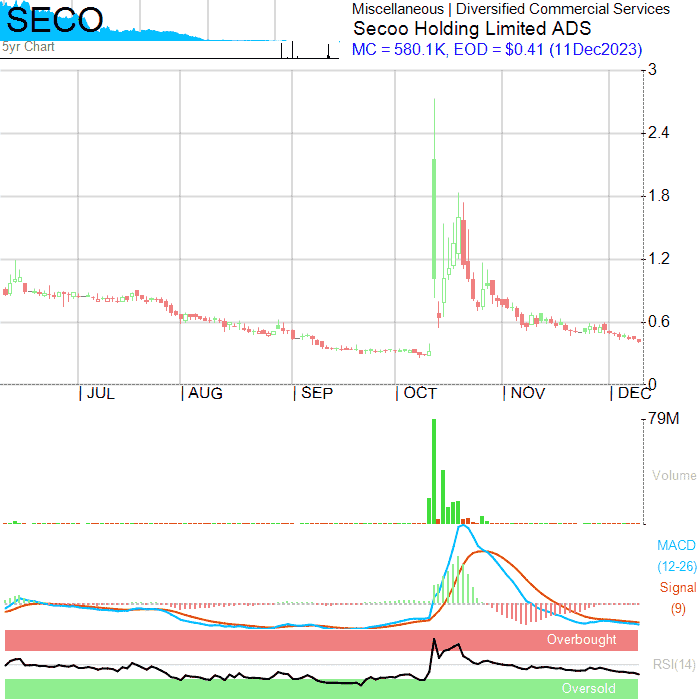 SECO
5yr Chart
Miscellaneous | Diversified Commercial Services
Secoo Holding Limited ADS
MC = 580.1K, EOD = $0.41 (11Dec2023)
3
2.4
1.8
1.2
0.6
0
| JUL | AUG | SEP | OCT | NOV | DEC
79M
Volume
MACD
(12-26)
Signal
(9)
Overbought
RSI(14)
Oversold